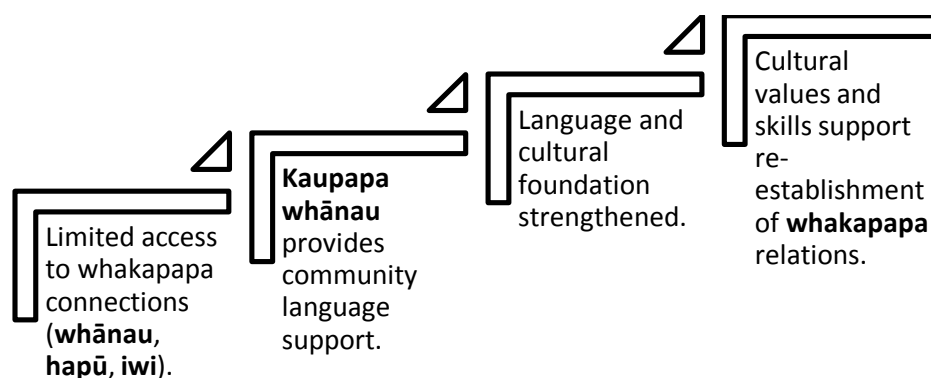 Limited access
to whakapapa
connections
(whānau,
hapū, iwi).
Kaupapa
whānau
provides
community
language
support.
Language and
cultural
foundation
strengthened.
Cultural
values and
skills support
re-
establishment
of whakapapa
relations.